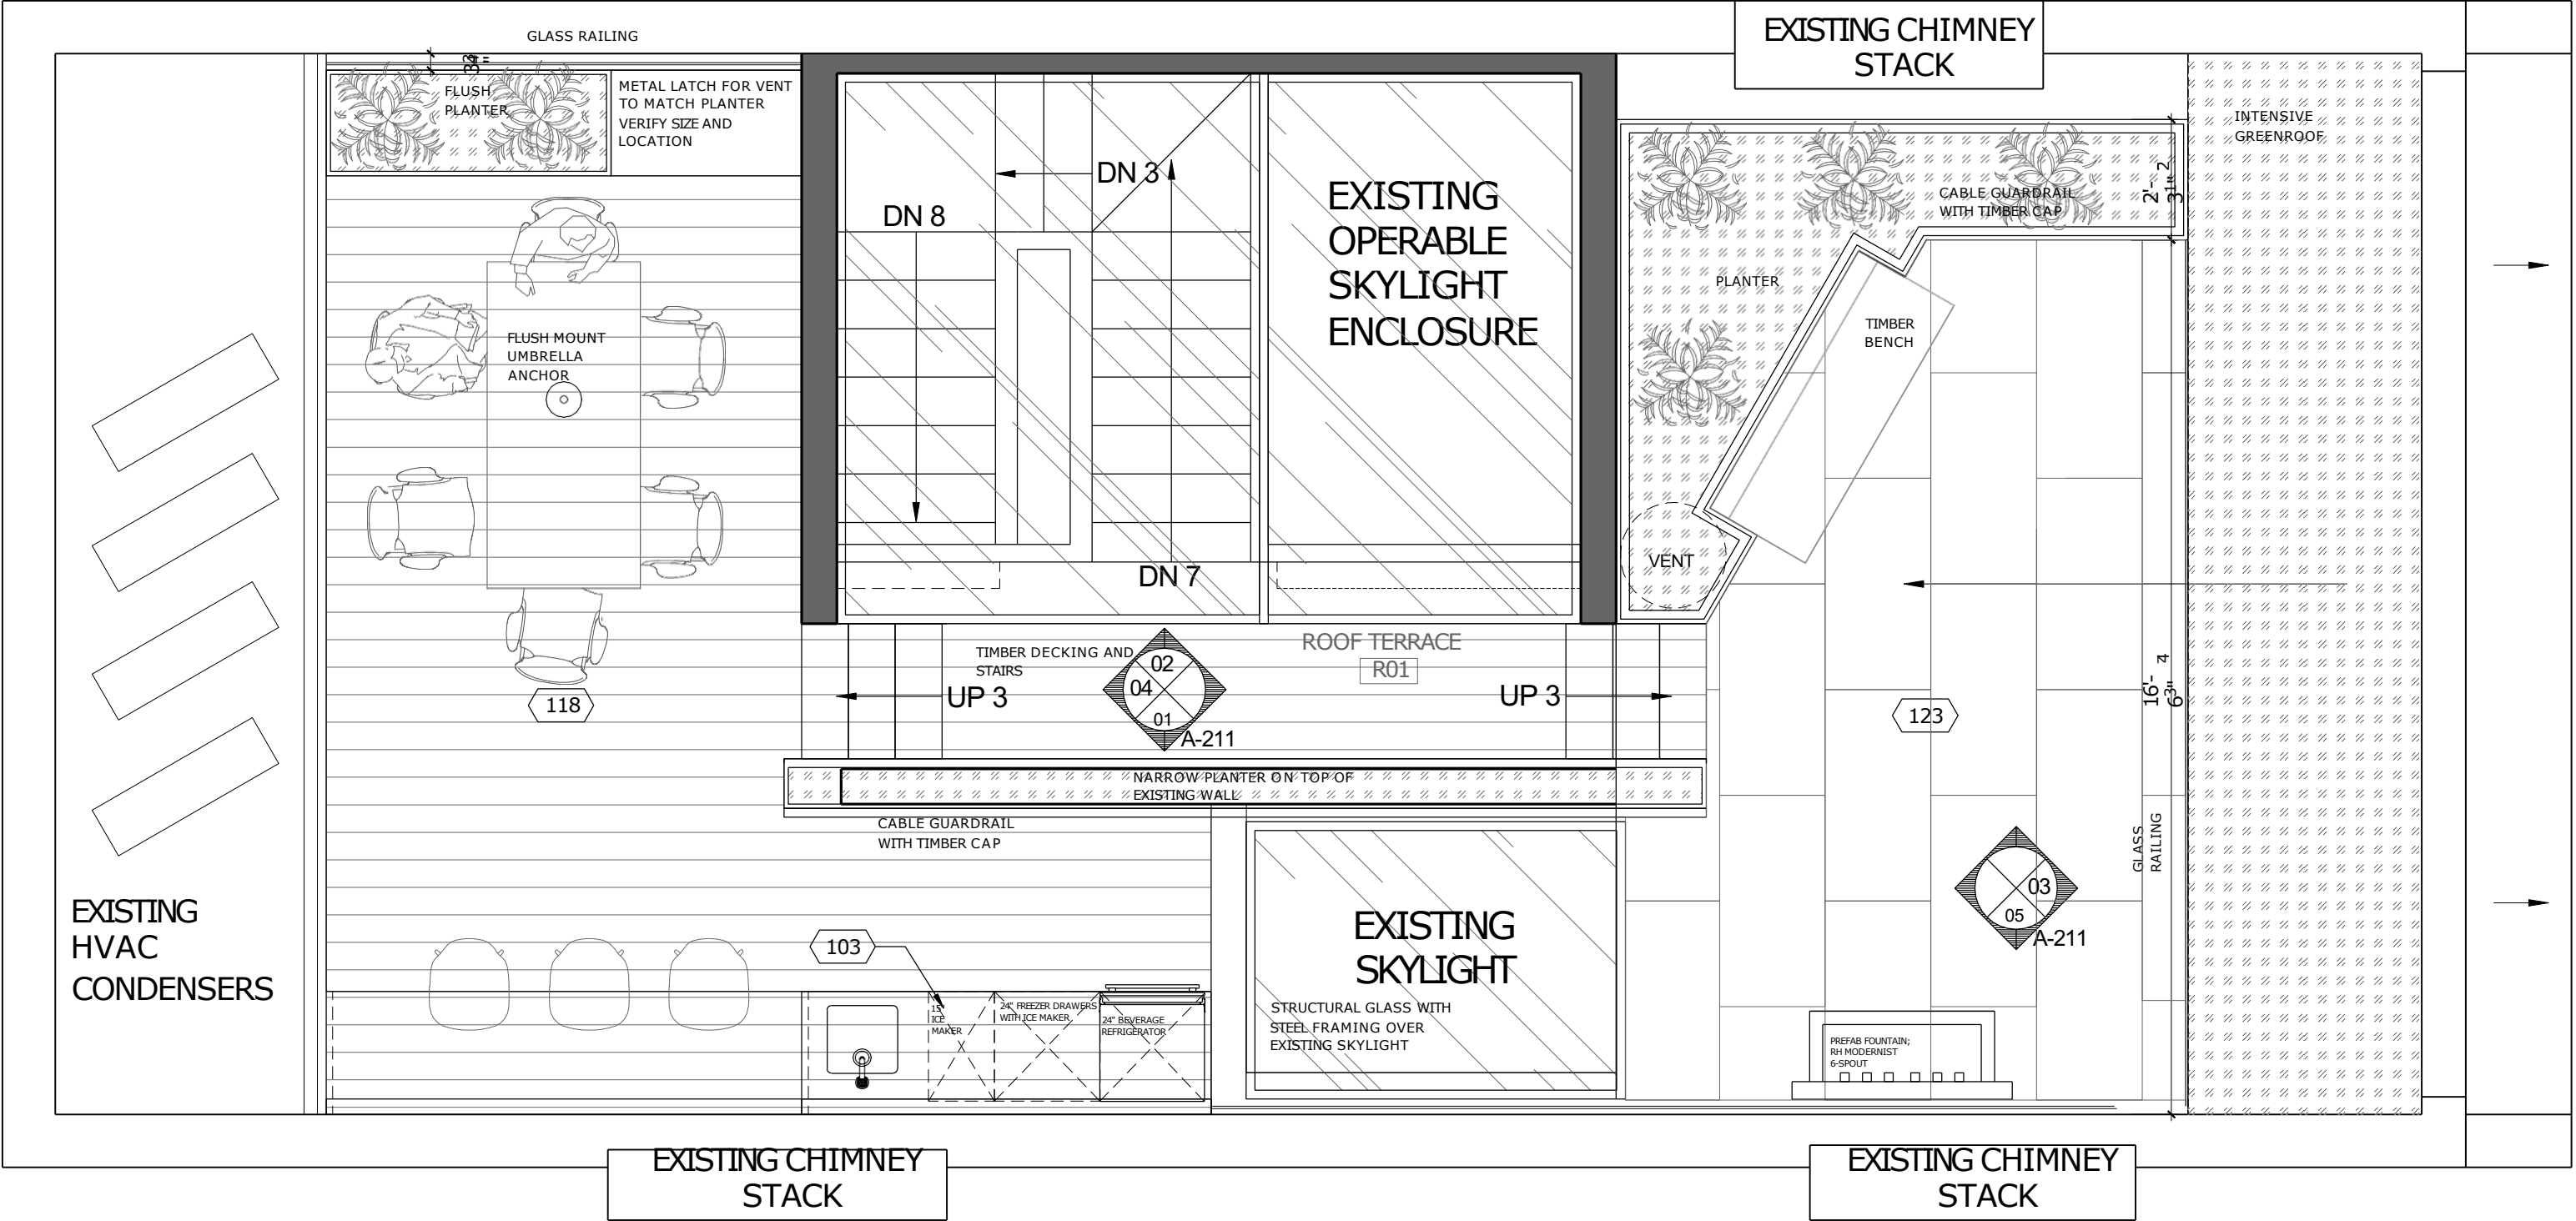 GLASS RAILING
EXISTING CHIMNEY
STACK
FLUSH
PLANTER
METAL LATCH FOR VENT
TO MATCH PLANTER
VERIFY SIZE AND
LOCATION
INTENSIVE
GREENROOF
DN 3
DN 8
EXISTING
OPERABLE
SKYLIGHT
ENCLOSURE
CABLE GUARDRAIL
WITH TIMBER CAP
PLANTER
TIMBER
BENCH
FLUSH MOUNT
UMBRELLA
ANCHOR
VENT
DN 7
TIMBER DECKING AND
STAIRS
02
04
01
A-211
ROOF TERRACE
R01
UP 3
UP 3
118
123
NARROW PLANTER ON TOP OF
EXISTING WALL
CABLE GUARDRAIL
WITH TIMBER CAP
GLASS
RAILING
EXISTING
HVAC
CONDENSERS
103
EXISTING
SKYLIGHT
STRUCTURAL GLASS WITH
STEEL FRAMING OVER
EXISTING SKYLIGHT
03
05
A-211
15"
ICE
MAKER
24" FREEZER DRAWERS
WITH ICE MAKER
24" BEVERAGE
REFRIGERATOR
PREFAB FOUNTAIN;
RH MODERNIST
6-SPOUT
EXISTING CHIMNEY
STACK
EXISTING CHIMNEY
STACK